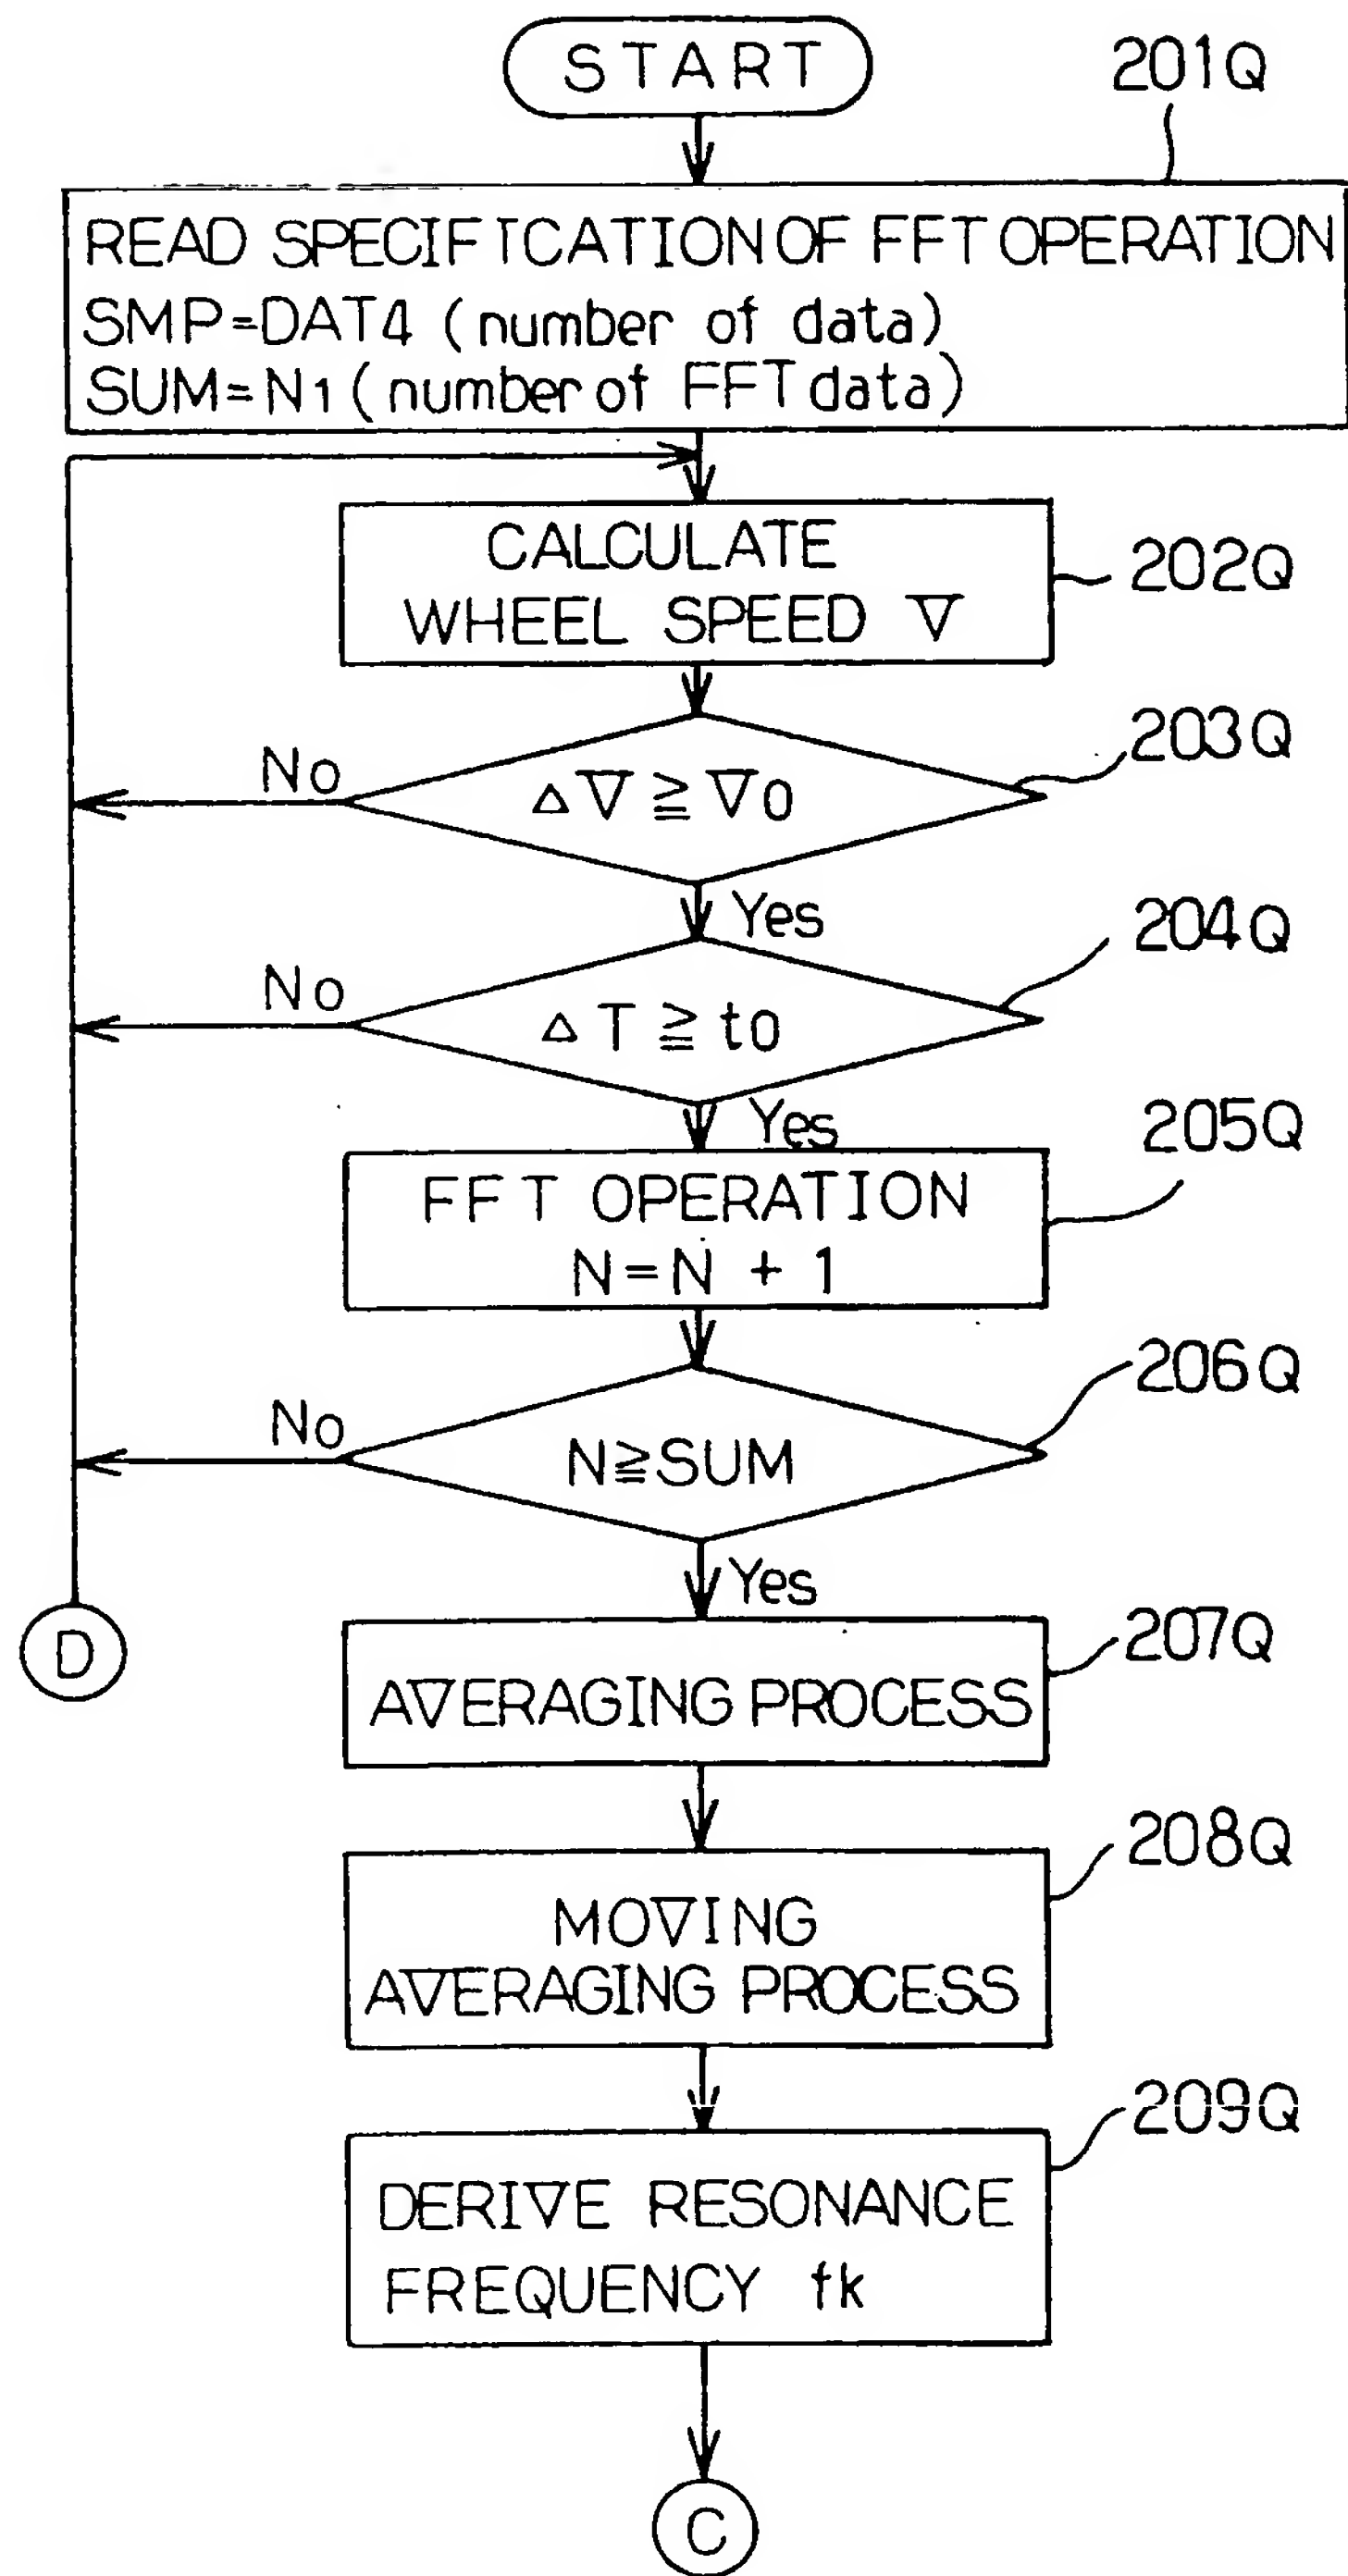 START
201Q
READ SPECIFICATION OF FFT OPERATION
SMP=DAT4 (number of data)
SUM=N1 (number of FFT data)
CALCULATE
WHEEL SPEED V
202Q
203Q
No
ΔV ≧ V0
Yes
204Q
No
ΔT ≧ t0
Yes
205Q
FFT OPERATION
N=N + 1
206Q
No
N≧SUM
Yes
D
207Q
AVERAGING PROCESS
208Q
MOVING
AVERAGING PROCESS
209Q
DERIVE RESONANCE
FREQUENCY fk
C